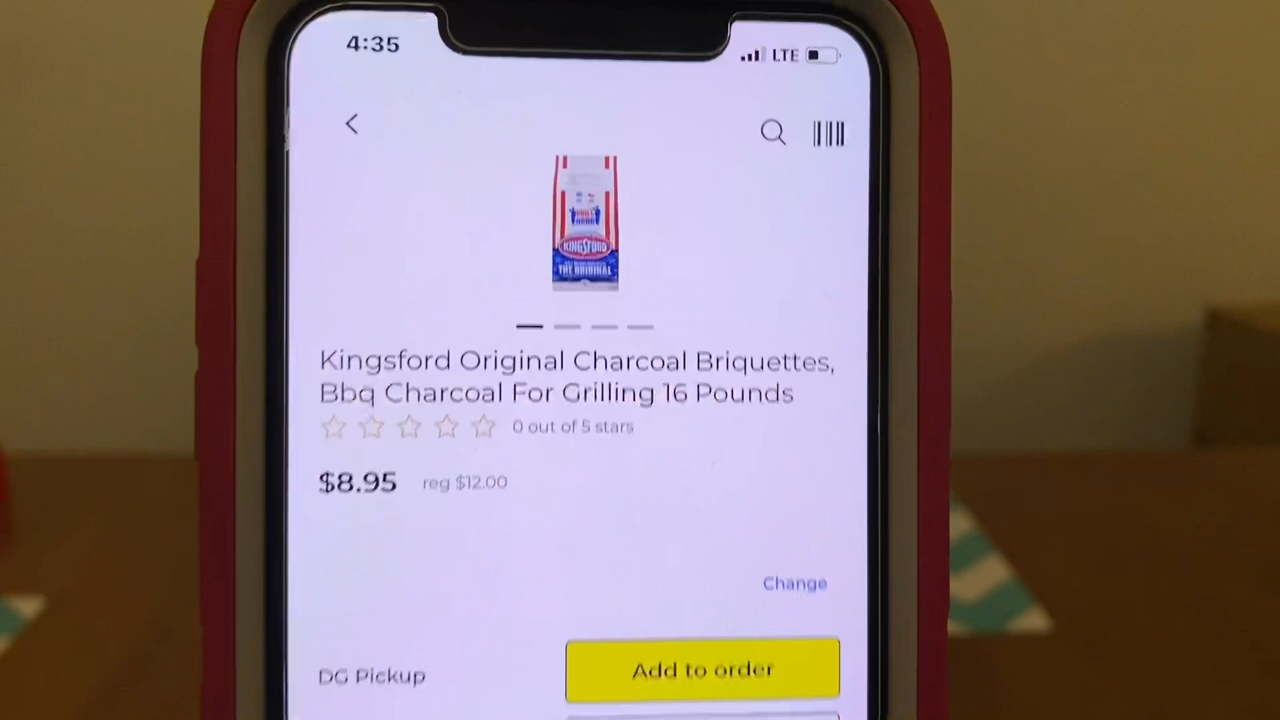 4:35
LTE
KINGSFORD
THE ORIGINAL
Kingsford Original Charcoal Briquettes,
Bbq Charcoal For Grilling 16 Pounds
0 out of 5 stars
$8.95 reg $12.00
Change
DG Pickup
Add to order